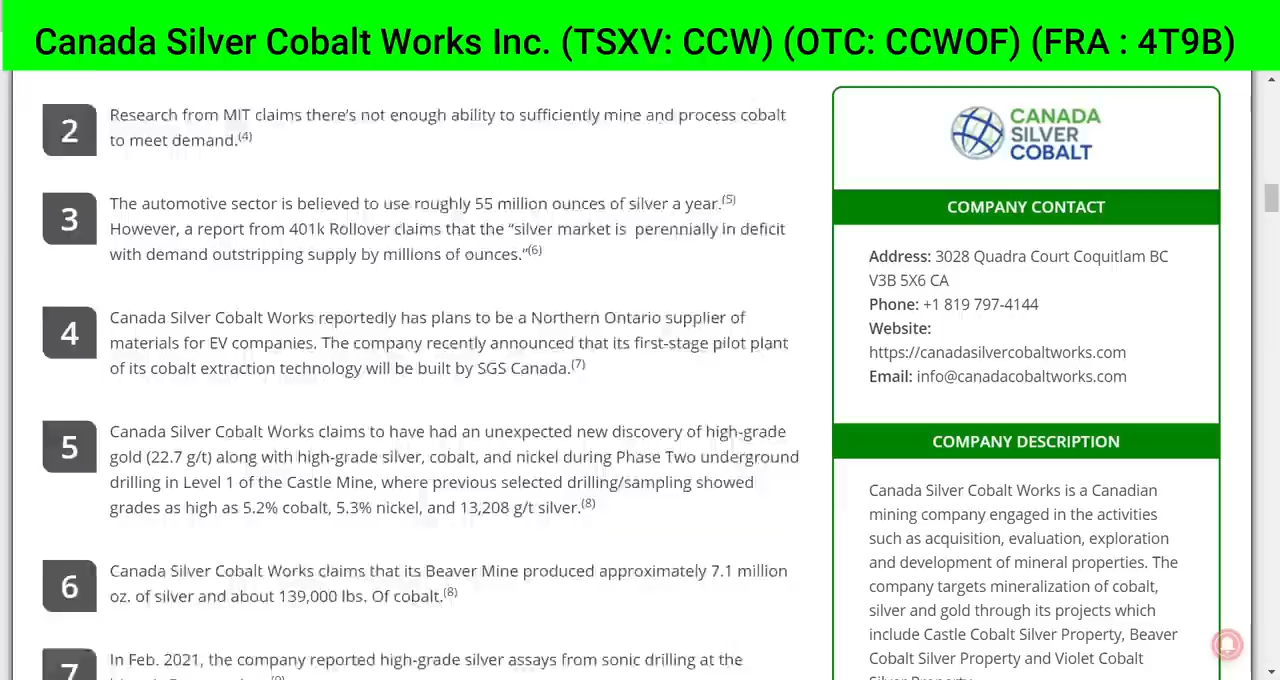 Canada Silver Cobalt Works Inc. (TSXV: CCW) (OTC: CCWOF) (FRA : 4T9B)
2
Research from MIT claims there's not enough ability to sufficiently mine and process cobalt
to meet demand.(4)
3
The automotive sector is believed to use roughly 55 million ounces of silver a year.(5)
However, a report from 401k Rollover claims that the “silver market is perennially in deficit
with demand outstripping supply by millions of ounces.”(6)
4
Canada Silver Cobalt Works reportedly has plans to be a Northern Ontario supplier of
materials for EV companies. The company recently announced that its first-stage pilot plant
of its cobalt extraction technology will be built by SGS Canada.(7)
5
Canada Silver Cobalt Works claims to have had an unexpected new discovery of high-grade
gold (22.7 g/t) along with high-grade silver, cobalt, and nickel during Phase Two underground
drilling in Level 1 of the Castle Mine, where previous selected drilling/sampling showed
grades as high as 5.2% cobalt, 5.3% nickel, and 13,208 g/t silver.(8)
6
Canada Silver Cobalt Works claims that its Beaver Mine produced approximately 7.1 million
oz. of silver and about 139,000 lbs. Of cobalt.(8)
7
In Feb. 2021, the company reported high-grade silver assays from sonic drilling at the
CANADA
SILVER
COBALT
COMPANY CONTACT
Address: 3028 Quadra Court Coquitlam BC
V3B 5X6 CA
Phone: +1 819 797-4144
Website:
https://canadasilvercobaltworks.com
Email: info@canadacobaltworks.com
COMPANY DESCRIPTION
Canada Silver Cobalt Works is a Canadian
mining company engaged in the activities
such as acquisition, evaluation, exploration
and development of mineral properties. The
company targets mineralization of cobalt,
silver and gold through its projects which
include Castle Cobalt Silver Property, Beaver
Cobalt Silver Property and Violet Cobalt
Silver Property